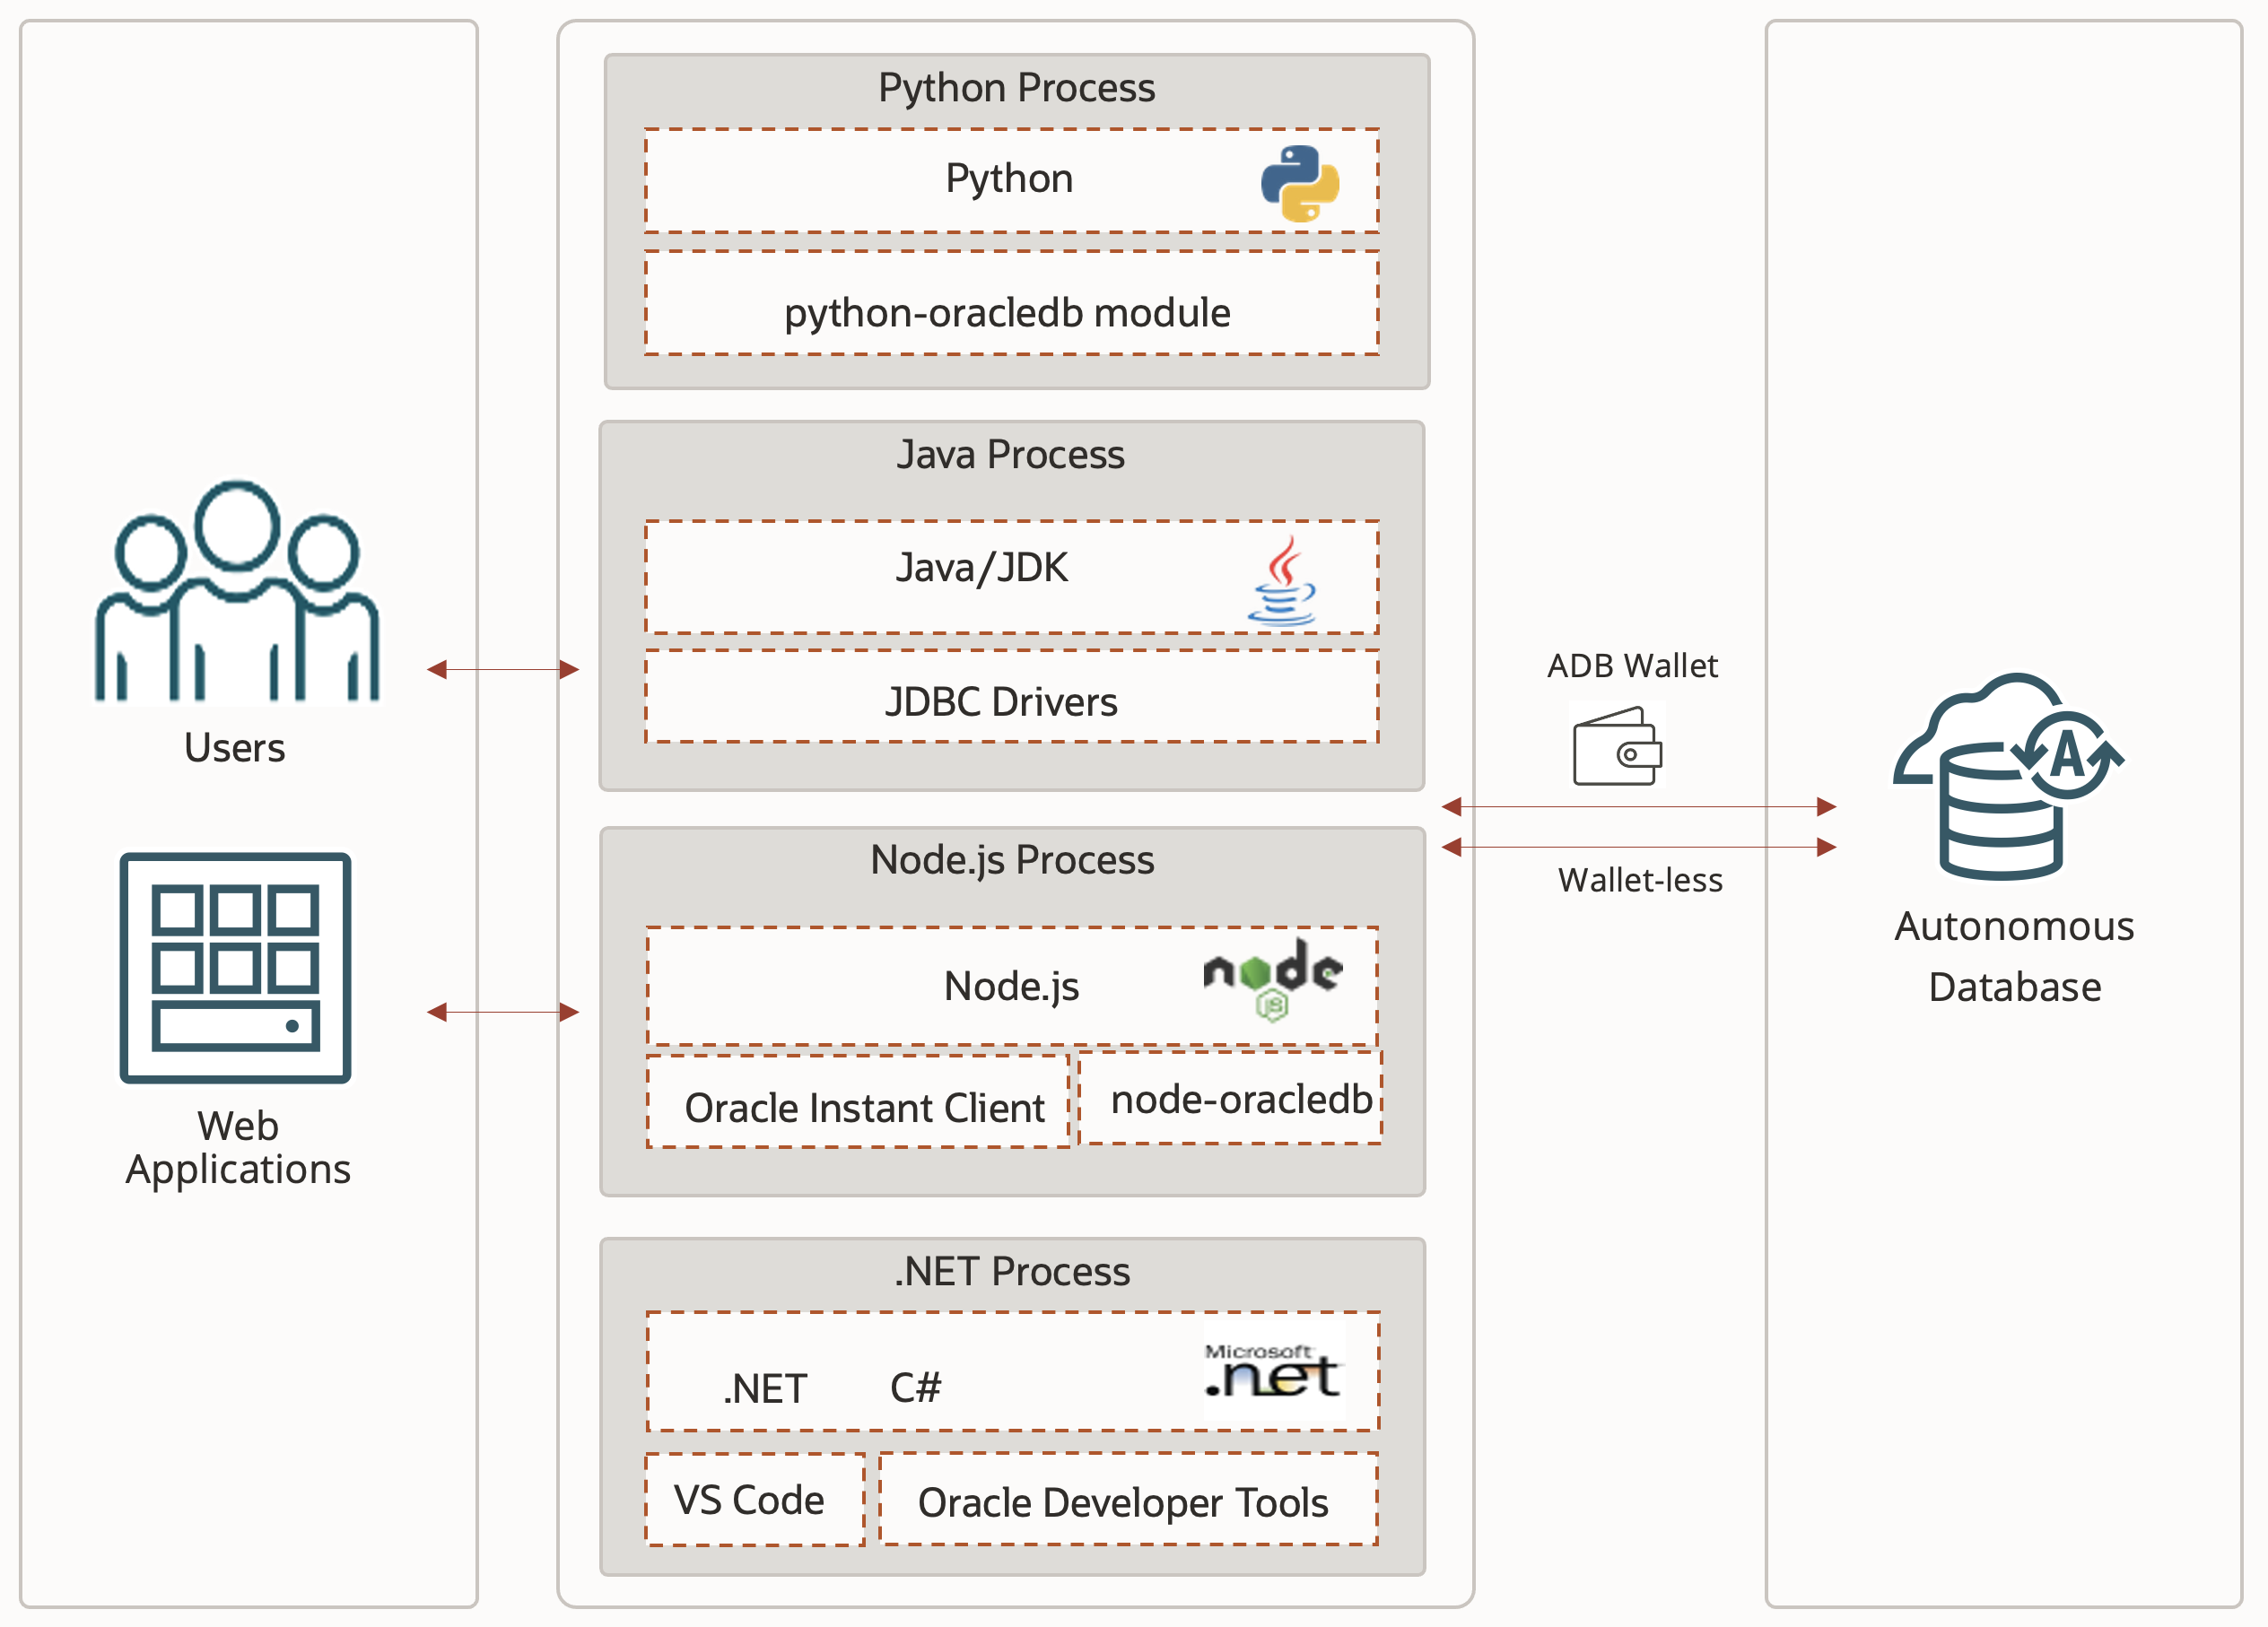 Users
Web
Applications
Python Process
Python
python-oracledb module
Java Process
Java/JDK
JDBC Drivers
Node.js Process
Node.js
node
JS
Oracle Instant Client
node-oracledb
.NET Process
.NET
C#
Microsoft
.net
VS Code
Oracle Developer Tools
ADB Wallet
Wallet-less
A
Autonomous
Database